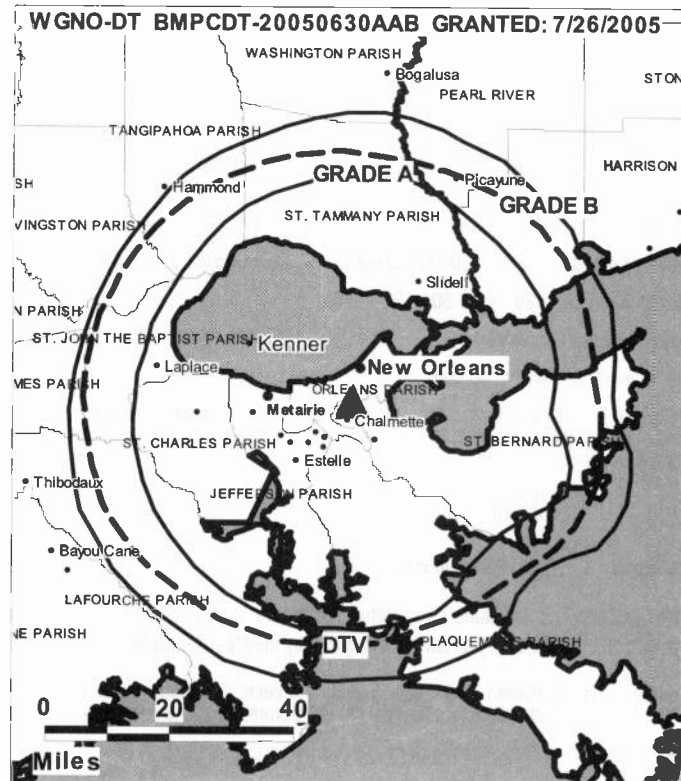 WGNO-DT BMPCDT-20050630AAB GRANTED: 7/26/2005
WASHINGTON PARISH
Bogalusa
STON
PEARL RIVER
TANGIPAHOA PARISH
HARRISON
GRADE A
Picayune
SH
Hammond
GRADE B
ST. TAMMANY PARISH
VINGSTON PARISH
Slidell
N PARISH
ST. JOHN THE BAPTIST PARISH
Kenner
Laplace
New Orleans
MES PARISH
ORLEANS PARISH
Metairie
Chalmette
ST. CHARLES PARISH
ST. BERNARD PARISH
Estelle
Thibodaux
JEFFERSON PARISH
Bayou Cane
LAFOURCHE PARISH
NE PARISH
DTV
PLAQUEMINES PARISH
0 20 40
Miles